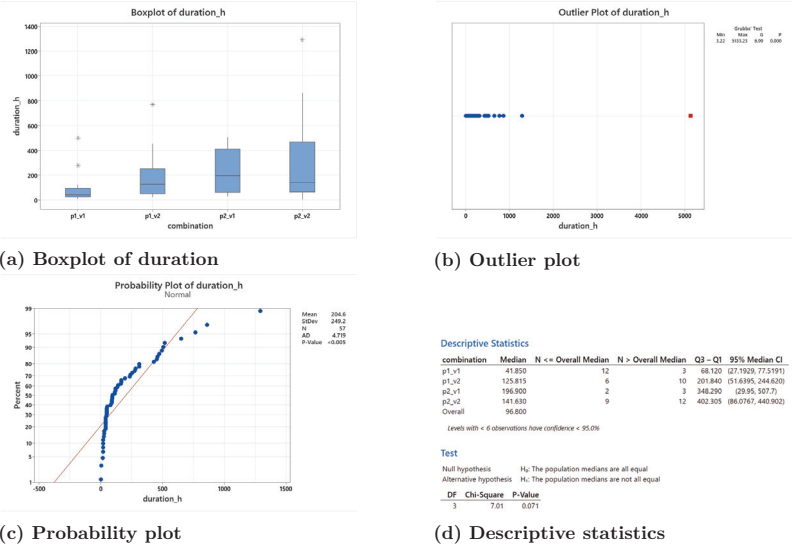 Boxplot of duration_h
1400
1200
1000
800
600
400
200
0
duration_h
p1_v1 p1_v2 p2_v1 p2_v2
combination
(a) Boxplot of duration
Outlier Plot of duration_h
Grubbs' Test
Min Max G P
3.22 5133.23 6.09 0.000
0 1000 2000 3000 4000 5000
duration_h
(b) Outlier plot
Probability Plot of duration_h
Normal
Mean 204.6
StDev 249.2
N 57
AD 4.719
P-Value <0.005
99
95
90
80
70
60
50
40
30
20
10
5
1
Percent
-500 0 500 1000 1500
duration_h
(c) Probability plot
Descriptive Statistics
combination Median N <= Overall Median N > Overall Median Q3 – Q1 95% Median CI
p1_v1 41.850 12 3 68.120 (27.1929, 77.5191)
p1_v2 125.815 6 10 201.840 (51.6395, 244.620)
p2_v1 196.900 2 3 348.290 (29.95, 507.7)
p2_v2 141.630 9 12 402.305 (86.0767, 440.902)
Overall 96.800
Levels with < 6 observations have confidence < 95.0%
Test
Null hypothesis H₀: The population medians are all equal
Alternative hypothesis H₁: The population medians are not all equal
DF Chi-Square P-Value
3 7.01 0.071
(d) Descriptive statistics